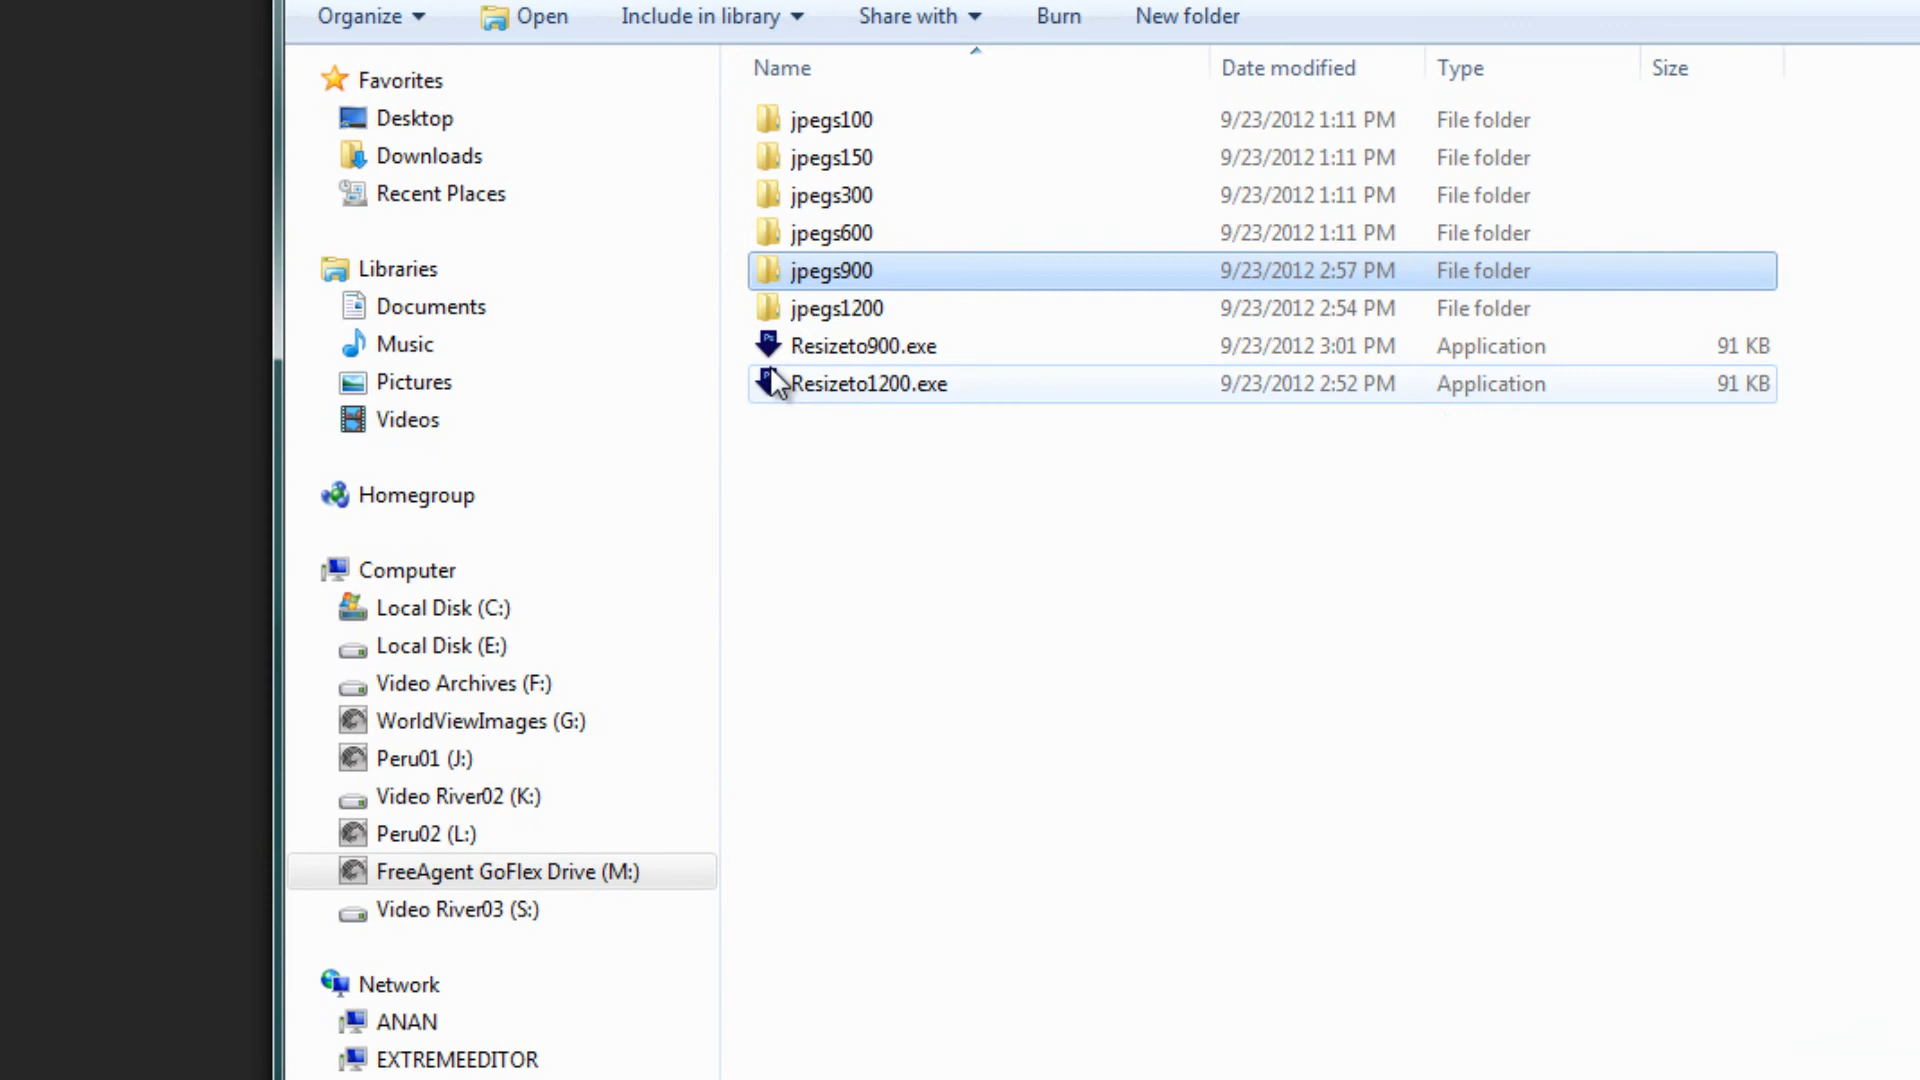 Organize Open Include in library Share with Burn New folder
Name Date modified Type Size
jpegs100 9/23/2012 1:11 PM File folder
jpegs150 9/23/2012 1:11 PM File folder
jpegs300 9/23/2012 1:11 PM File folder
jpegs600 9/23/2012 1:11 PM File folder
jpegs900 9/23/2012 2:57 PM File folder
jpegs1200 9/23/2012 2:54 PM File folder
Resizeto900.exe 9/23/2012 3:01 PM Application 91 KB
Resizeto1200.exe 9/23/2012 2:52 PM Application 91 KB
Favorites
Desktop
Downloads
Recent Places
Libraries
Documents
Music
Pictures
Videos
Homegroup
Computer
Local Disk (C:)
Local Disk (E:)
Video Archives (F:)
WorldViewImages (G:)
Peru01 (J:)
Video River02 (K:)
Peru02 (L:)
FreeAgent GoFlex Drive (M:)
Video River03 (S:)
Network
ANAN
EXTREMEEDITOR